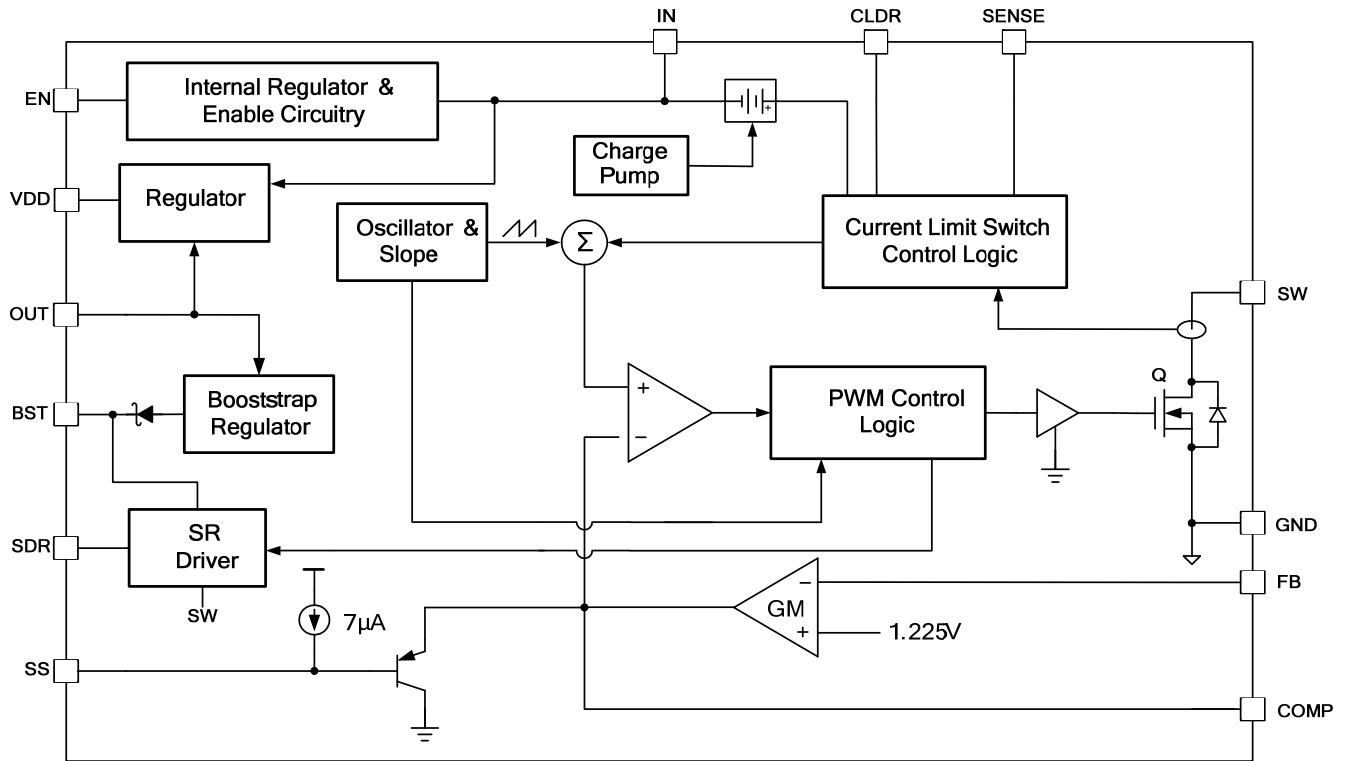 IN
CLDR
SENSE
EN
Internal Regulator &
Enable Circuitry
+
Charge
Pump
VDD
Regulator
Oscillator &
Slope
Σ
Current Limit Switch
Control Logic
OUT
SW
BST
Booststrap
Regulator
+
−
PWM Control
Logic
Q
SDR
SR
Driver
SW
GND
FB
7µA
GM
−
+
1.225V
SS
COMP